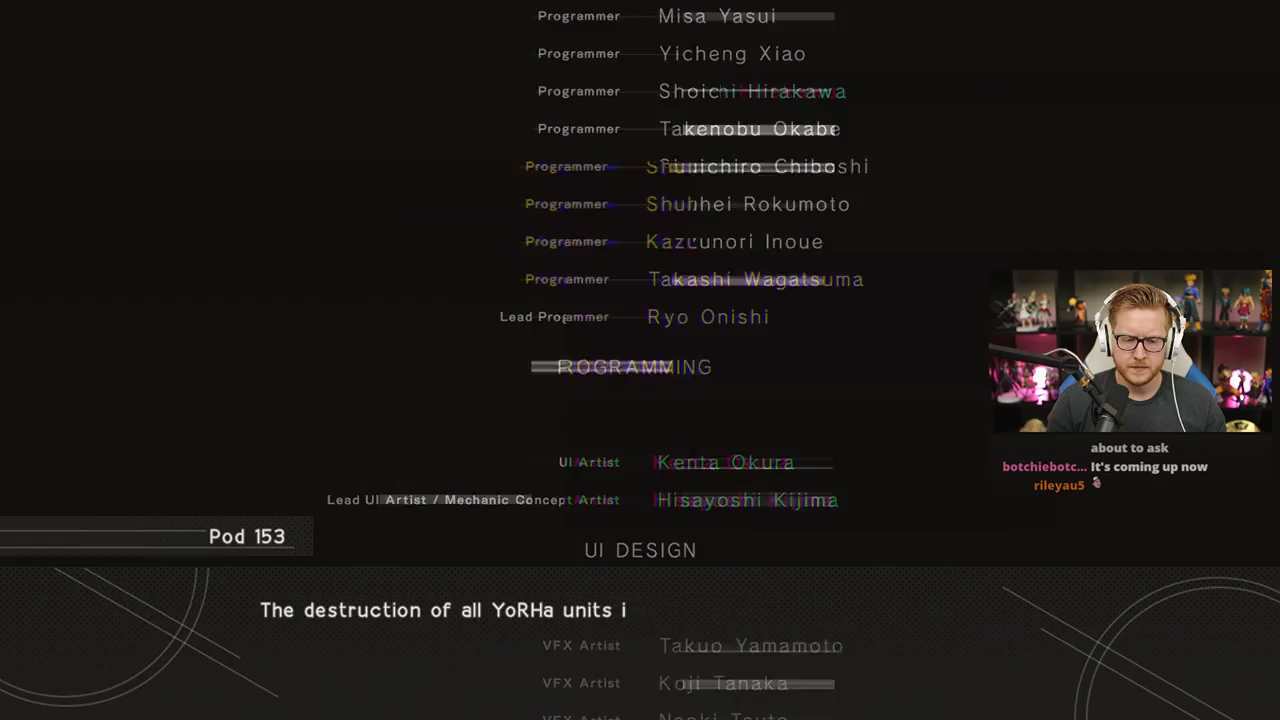 Programmer Misa Yasui
Programmer Yicheng Xiao
Programmer Shoichi Hirakawa
Programmer Takenobu Okabe
Programmer Chiboshi
Programmer Rokumoto
Programmer Kazunori Inoue
Programmer Takashi Wagatsuma
Lead Programmer Ryo Onishi
PROGRAMMING
UI Artist Kenta Okura
Lead UI Artist / Mechanic Concept Artist Hisayoshi Kijima
UI DESIGN
Pod 153
The destruction of all YoRHa units i
VFX Artist Takuo Yamamoto
VFX Artist Koji Tanaka
about to ask
botchiebotc... It's coming up now
rileyau5